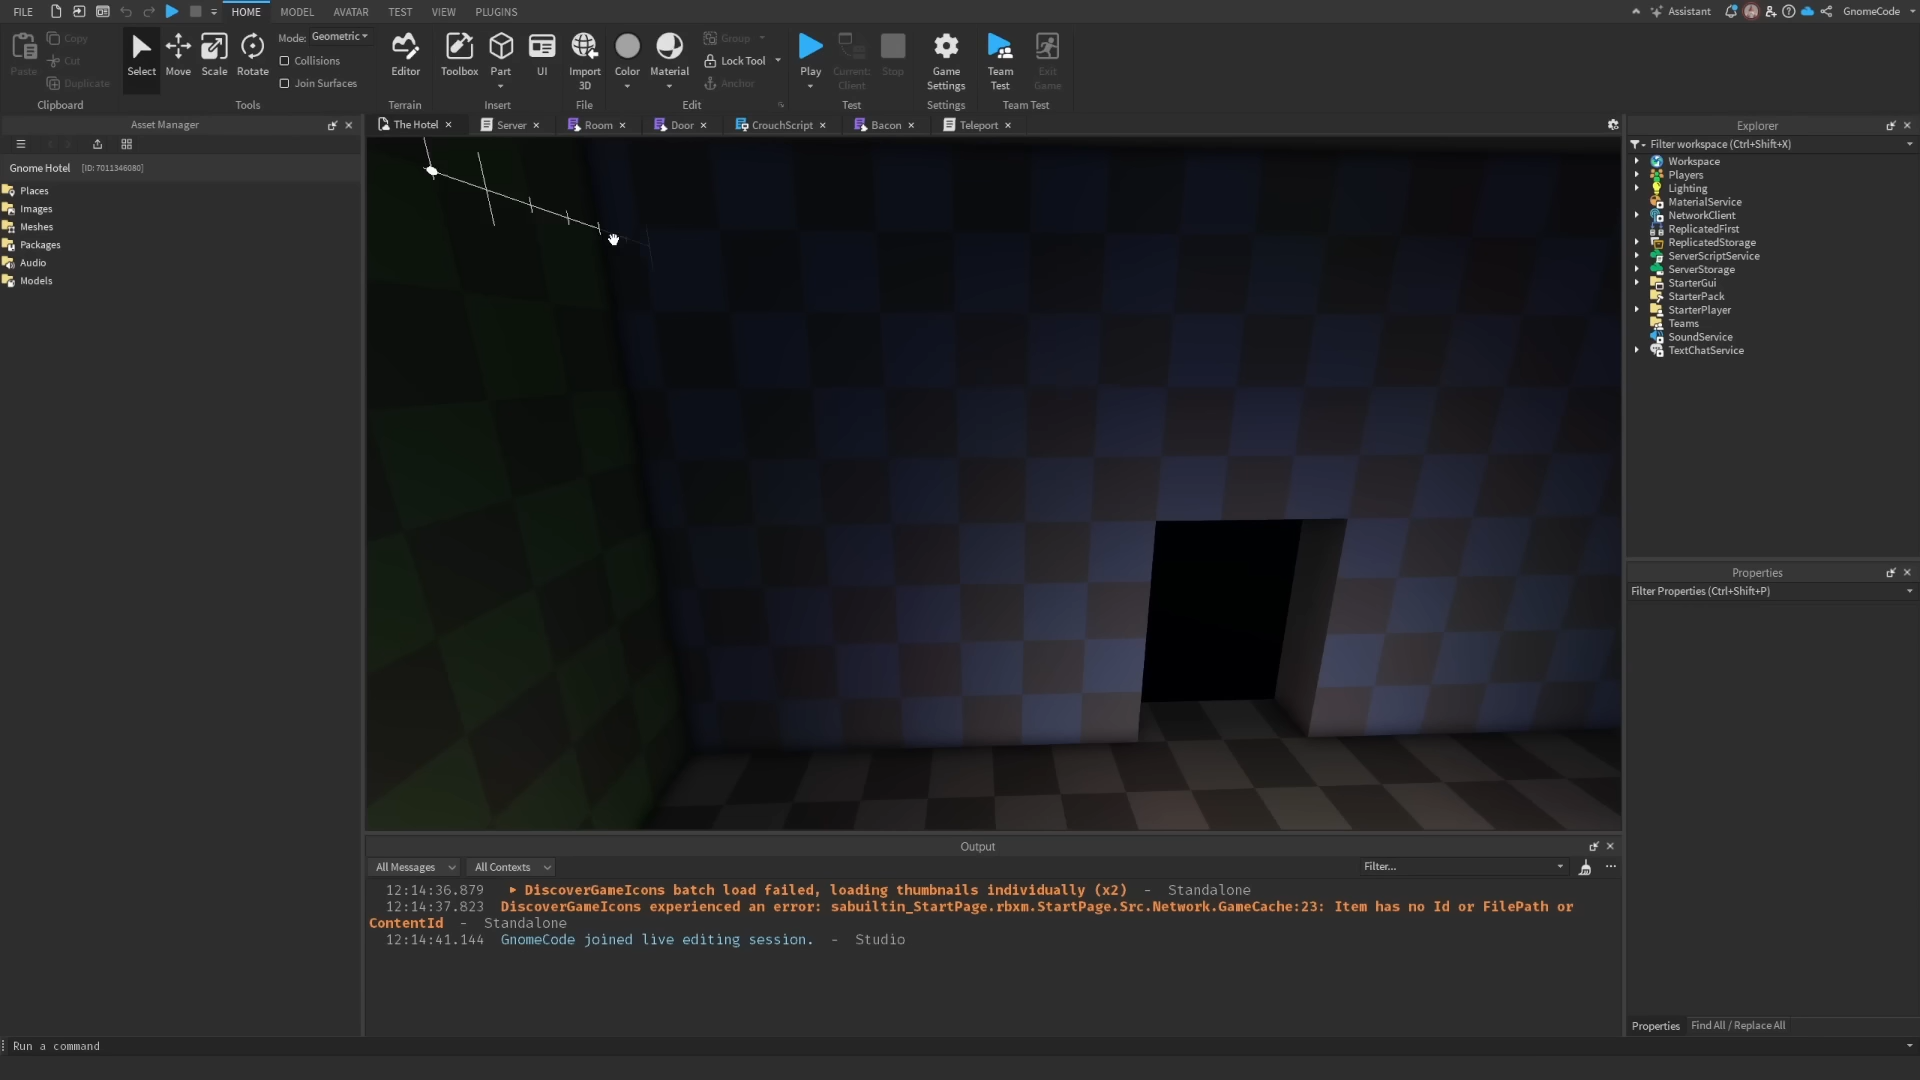 FILE HOME MODEL AVATAR TEST VIEW PLUGINS Assistant GnomeCode
Paste Copy Cut Duplicate
Clipboard
Select Move Scale Rotate
Mode: Geometric
Collisions
Join Surfaces
Tools
Editor
Terrain
Toolbox Part UI
Insert
Import 3D
File
Color Material
Group
Lock Tool
Anchor
Edit
Play Current: Client Stop
Test
Game Settings
Settings
Team Test Exit Game
Team Test
Asset Manager
Gnome Hotel [ID:7011346080]
Places
Images
Meshes
Packages
Audio
Models
The Hotel Server Room Door CrouchScript Bacon Teleport
Output
All Messages All Contexts Filter...
12:14:36.879 DiscoverGameIcons batch load failed, loading thumbnails individually (x2) - Standalone
12:14:37.823 DiscoverGameIcons experienced an error: sabuiltin_StartPage.rbxm.StartPage.Src.Network.GameCache:23: Item has no Id or FilePath or
ContentId - Standalone
12:14:41.144 GnomeCode joined live editing session. - Studio
Explorer
Filter workspace (Ctrl+Shift+X)
Workspace
Players
Lighting
MaterialService
NetworkClient
ReplicatedFirst
ReplicatedStorage
ServerScriptService
ServerStorage
StarterGui
StarterPack
StarterPlayer
Teams
SoundService
TextChatService
Properties
Filter Properties (Ctrl+Shift+P)
Properties Find All / Replace All
Run a command